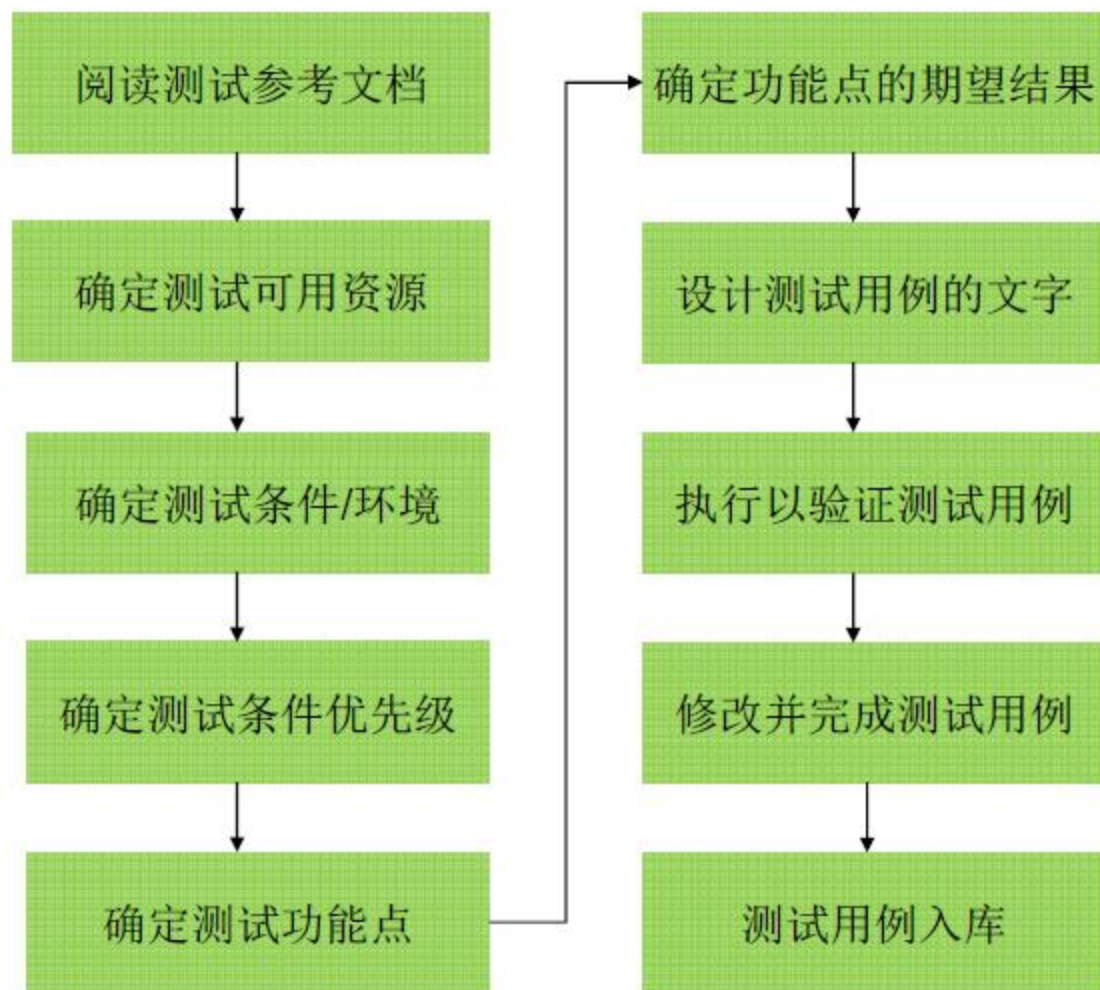 阅读测试参考文档
确定测试可用资源
确定测试条件/环境
确定测试条件优先级
确定测试功能点
确定功能点的期望结果
设计测试用例的文字
执行以验证测试用例
修改并完成测试用例
测试用例入库